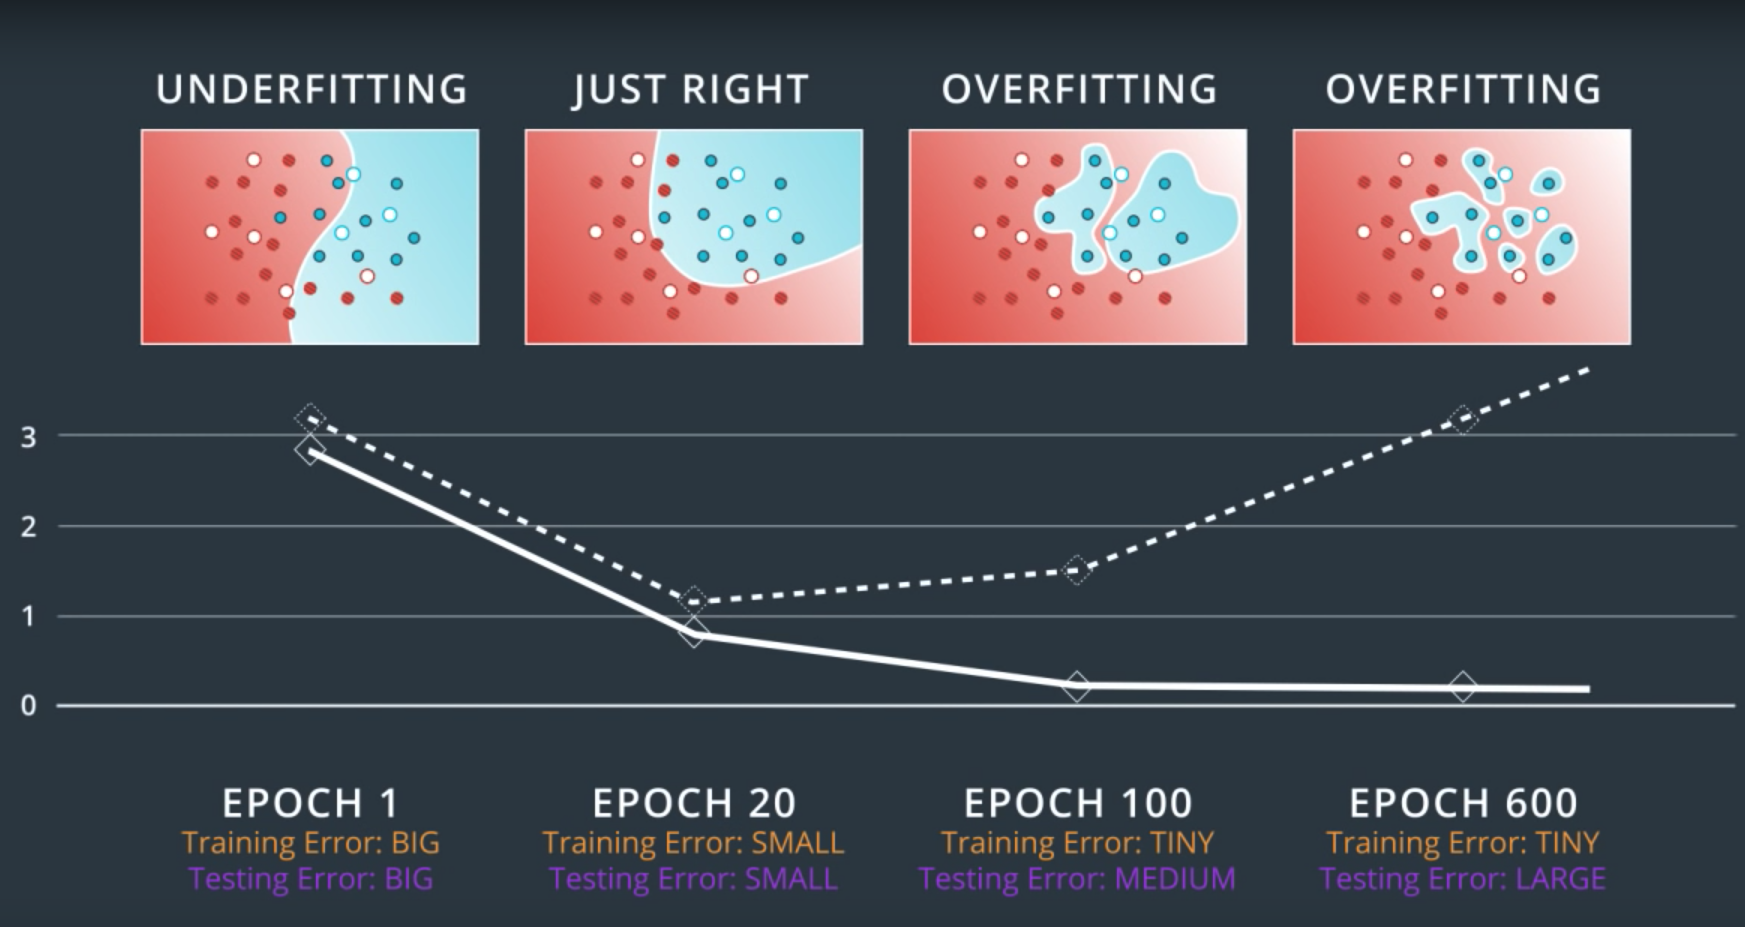 UNDERFITTING
JUST RIGHT
OVERFITTING
OVERFITTING
3
2
1
0
EPOCH 1
Training Error: BIG
Testing Error: BIG
EPOCH 20
Training Error: SMALL
Testing Error: SMALL
EPOCH 100
Training Error: TINY
Testing Error: MEDIUM
EPOCH 600
Training Error: TINY
Testing Error: LARGE